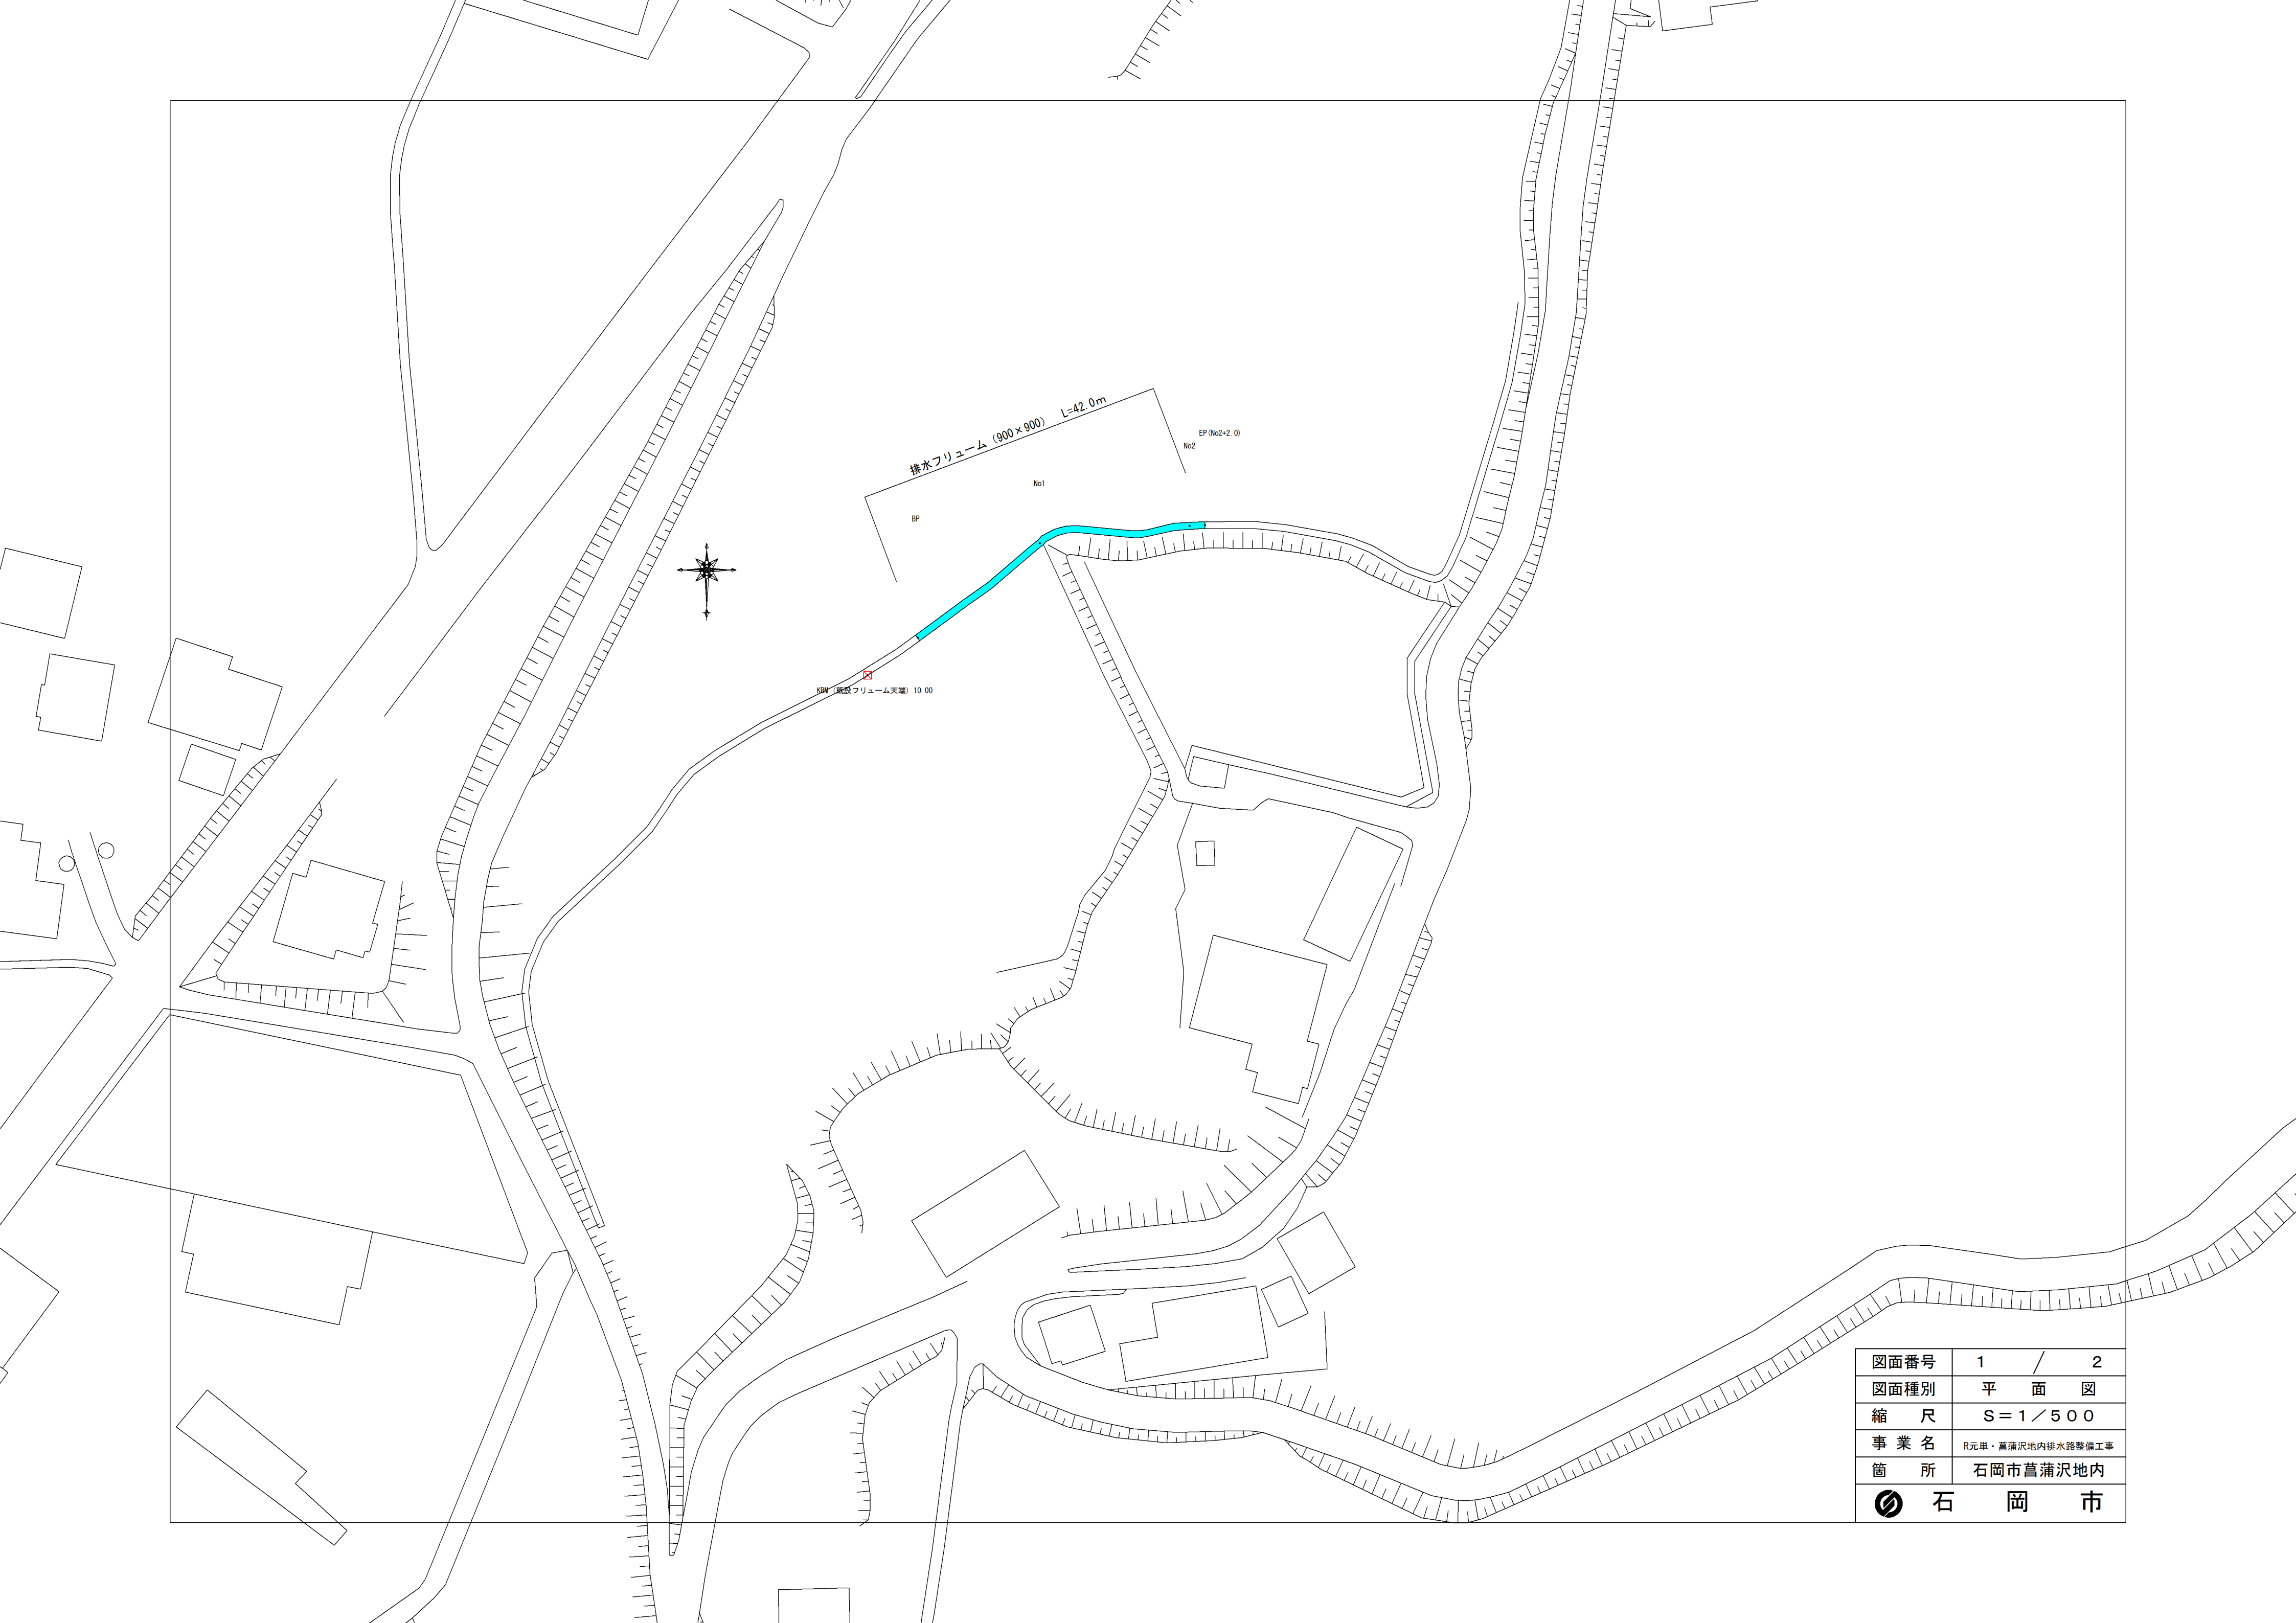 排水フリューム（900×900）　L=42.0m
EP(No2+2.0)
No2
No1
BP
KBM（既設フリューム天端）10.00
図面番号　１　／　２
図面種別　平　面　図
縮　尺　Ｓ＝１／５００
事業名　R元単・菖蒲沢地内排水路整備工事
箇　所　石岡市菖蒲沢地内
石　岡　市